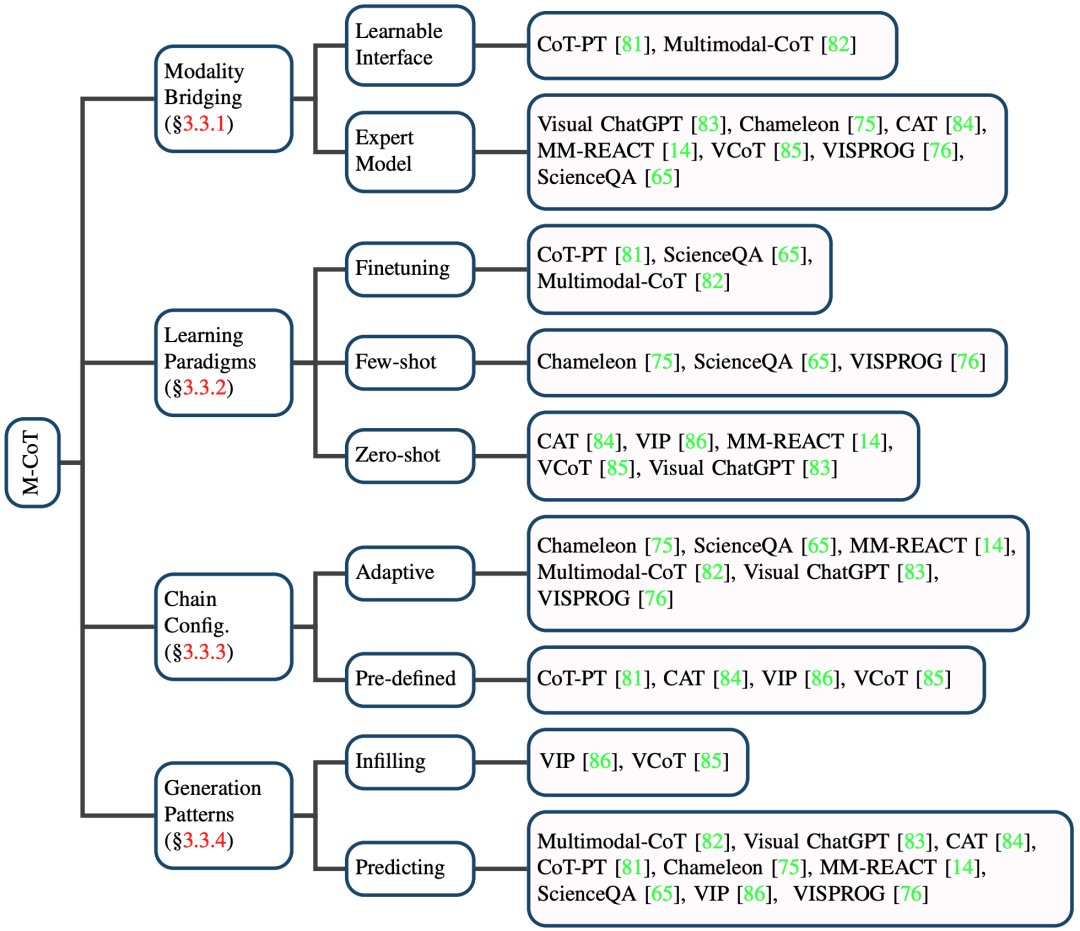 M-CoT
Modality
Bridging
(§3.3.1)
Learnable
Interface
CoT-PT [81], Multimodal-CoT [82]
Expert
Model
Visual ChatGPT [83], Chameleon [75], CAT [84],
MM-REACT [14], VCoT [85], VISPROG [76],
ScienceQA [65]
Learning
Paradigms
(§3.3.2)
Finetuning
CoT-PT [81], ScienceQA [65],
Multimodal-CoT [82]
Few-shot
Chameleon [75], ScienceQA [65], VISPROG [76]
Zero-shot
CAT [84], VIP [86], MM-REACT [14],
VCoT [85], Visual ChatGPT [83]
Chain
Config.
(§3.3.3)
Adaptive
Chameleon [75], ScienceQA [65], MM-REACT [14],
Multimodal-CoT [82], Visual ChatGPT [83],
VISPROG [76]
Pre-defined
CoT-PT [81], CAT [84], VIP [86], VCoT [85]
Generation
Patterns
(§3.3.4)
Infilling
VIP [86], VCoT [85]
Predicting
Multimodal-CoT [82], Visual ChatGPT [83], CAT [84],
CoT-PT [81], Chameleon [75], MM-REACT [14],
ScienceQA [65], VIP [86], VISPROG [76]